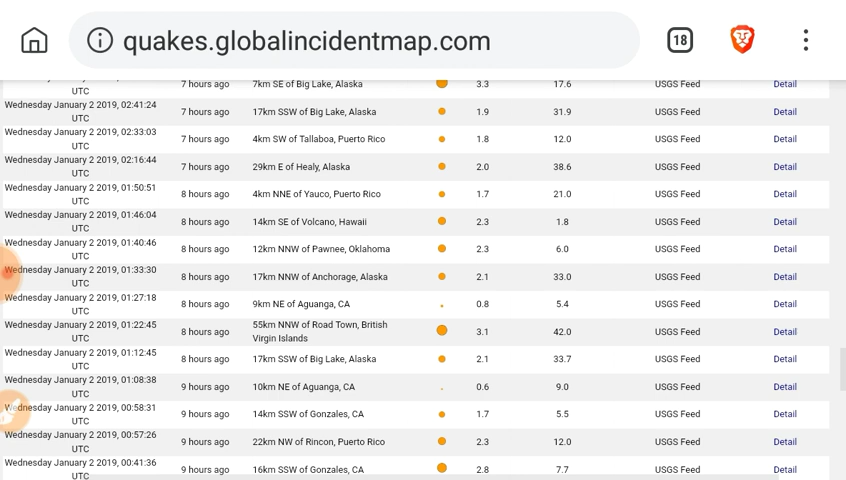 quakes.globalincidentmap.com 18
UTC 7 hours ago 7km SE of Big Lake, Alaska 3.3 17.6 USGS Feed Detail
Wednesday January 2 2019, 02:41:24
UTC 7 hours ago 17km SSW of Big Lake, Alaska 1.9 31.9 USGS Feed Detail
Wednesday January 2 2019, 02:33:03
UTC 7 hours ago 4km SW of Tallaboa, Puerto Rico 1.8 12.0 USGS Feed Detail
Wednesday January 2 2019, 02:16:44
UTC 7 hours ago 29km E of Healy, Alaska 2.0 38.6 USGS Feed Detail
Wednesday January 2 2019, 01:50:51
UTC 8 hours ago 4km NNE of Yauco, Puerto Rico 1.7 21.0 USGS Feed Detail
Wednesday January 2 2019, 01:46:04
UTC 8 hours ago 14km SE of Volcano, Hawaii 2.3 1.8 USGS Feed Detail
Wednesday January 2 2019, 01:40:46
UTC 8 hours ago 12km NNW of Pawnee, Oklahoma 2.3 6.0 USGS Feed Detail
Wednesday January 2 2019, 01:33:30
UTC 8 hours ago 17km NNW of Anchorage, Alaska 2.1 33.0 USGS Feed Detail
Wednesday January 2 2019, 01:27:18
UTC 8 hours ago 9km NE of Aguanga, CA 0.8 5.4 USGS Feed Detail
Wednesday January 2 2019, 01:22:45
UTC 8 hours ago 55km NNW of Road Town, British
Virgin Islands 3.1 42.0 USGS Feed Detail
Wednesday January 2 2019, 01:12:45
UTC 8 hours ago 17km SSW of Big Lake, Alaska 2.1 33.7 USGS Feed Detail
Wednesday January 2 2019, 01:08:38
UTC 9 hours ago 10km NE of Aguanga, CA 0.6 9.0 USGS Feed Detail
Wednesday January 2 2019, 00:58:31
UTC 9 hours ago 14km SSW of Gonzales, CA 1.7 5.5 USGS Feed Detail
Wednesday January 2 2019, 00:57:26
UTC 9 hours ago 22km NW of Rincon, Puerto Rico 2.3 12.0 USGS Feed Detail
Wednesday January 2 2019, 00:41:36
UTC 9 hours ago 16km SSW of Gonzales, CA 2.8 7.7 USGS Feed Detail